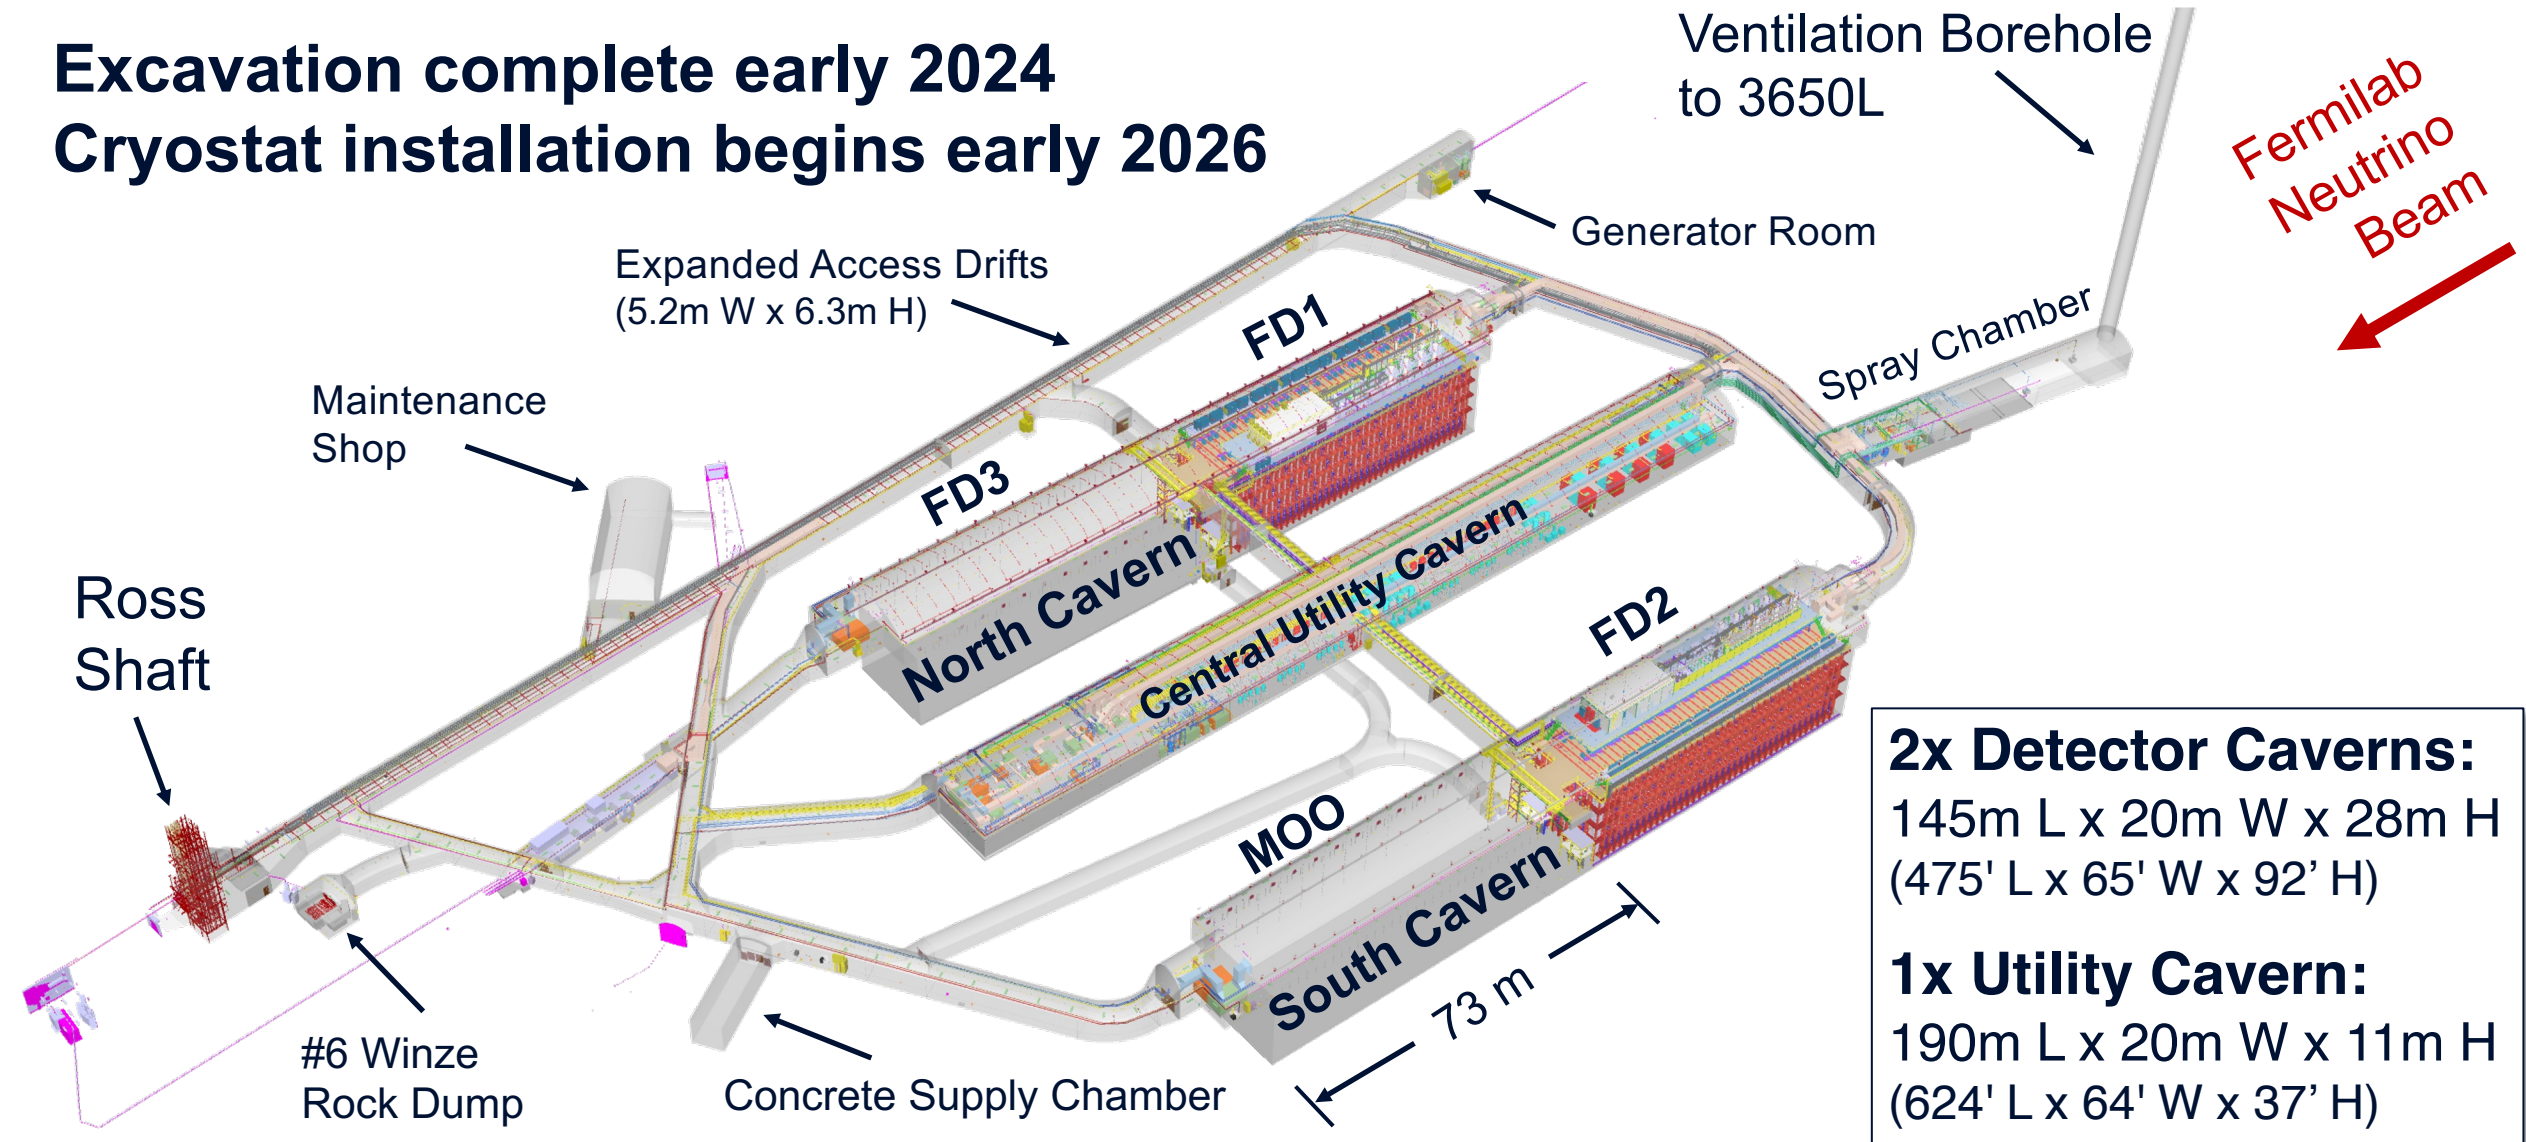 Excavation complete early 2024
Cryostat installation begins early 2026
Ventilation Borehole
to 3650L
Fermilab
Neutrino
Beam
Generator Room
Expanded Access Drifts
(5.2m W x 6.3m H)
FD1
Spray Chamber
Maintenance
Shop
FD3
North Cavern
Central Utility Cavern
FD2
Ross
Shaft
MOO
South Cavern
73 m
#6 Winze
Rock Dump
Concrete Supply Chamber
2x Detector Caverns:
145m L x 20m W x 28m H
(475' L x 65' W x 92’ H)
1x Utility Cavern:
190m L x 20m W x 11m H
(624' L x 64' W x 37’ H)